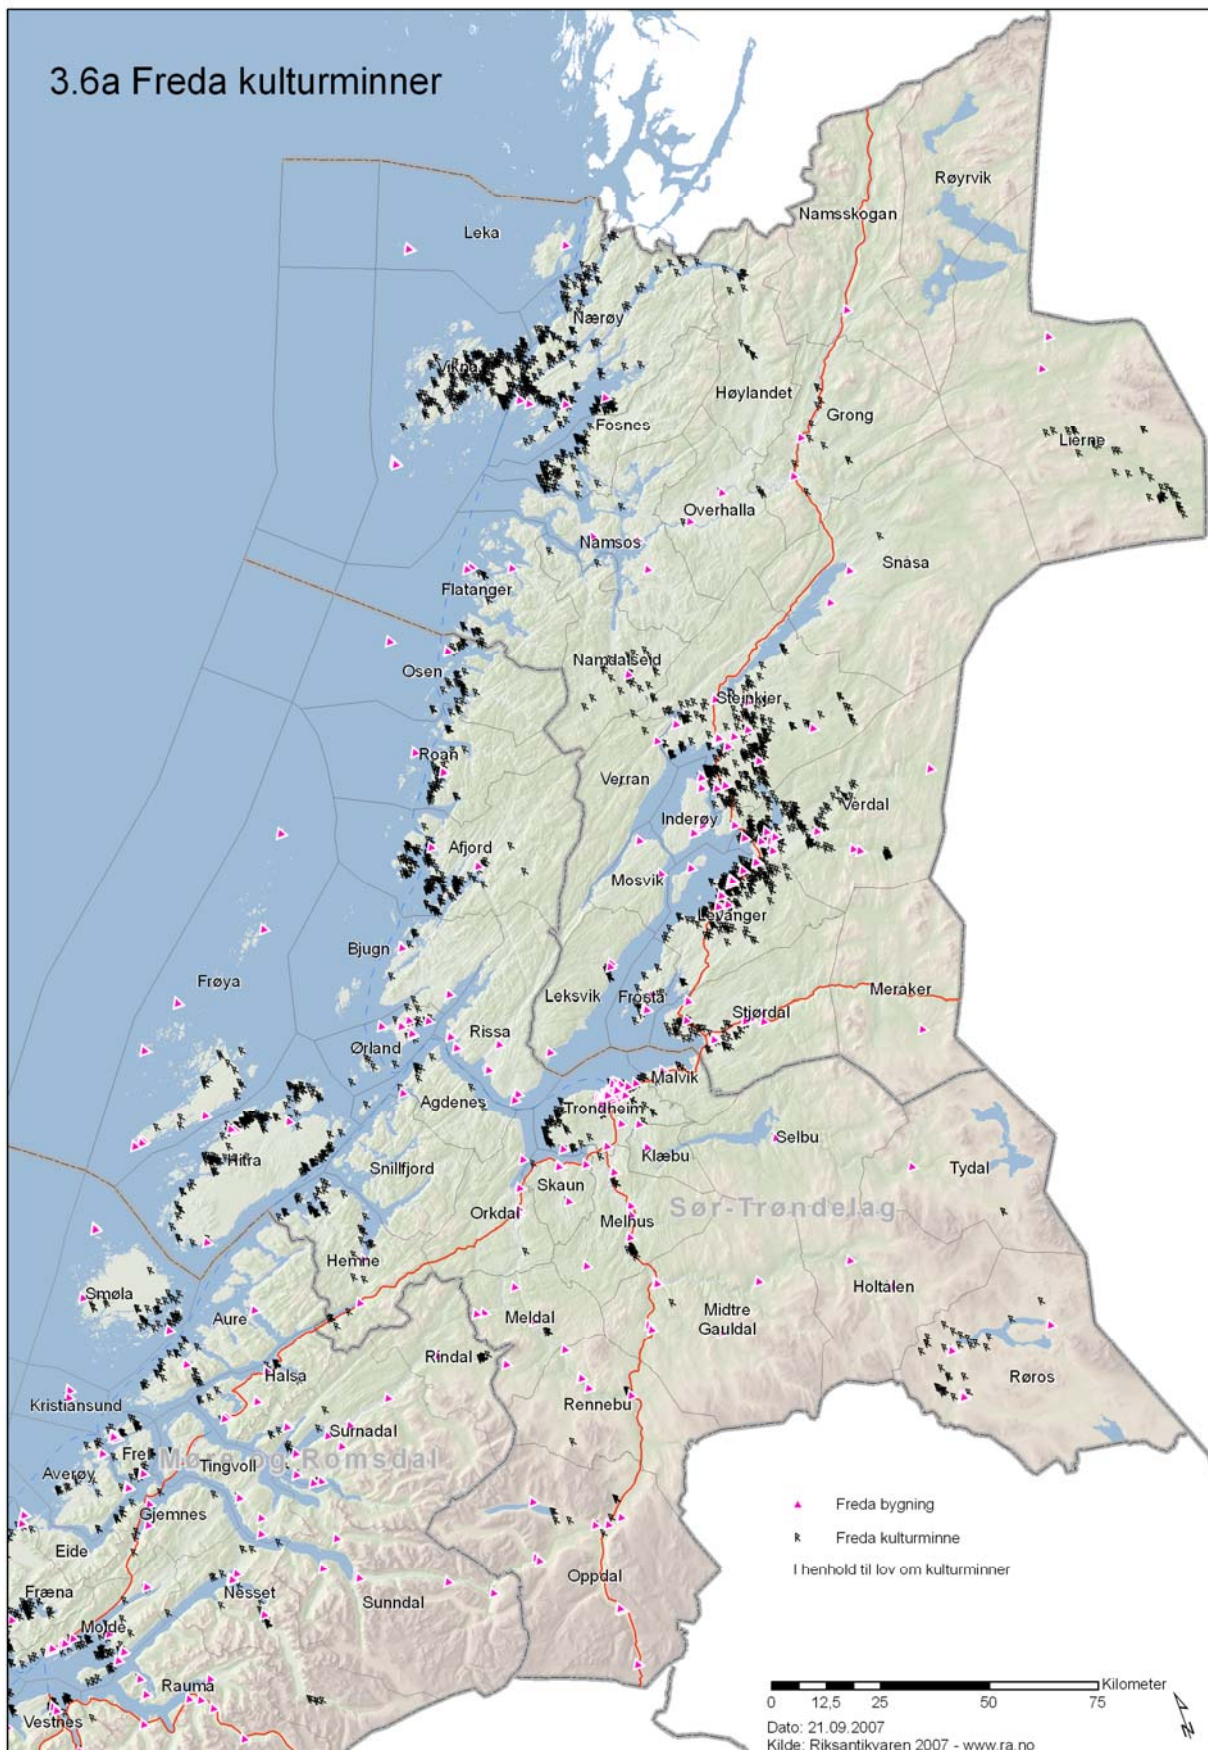 3.6a Freda kulturminner
Røyrvik
Namsskogan
Leka
Nærøy
Vikna
Høylandet
Grong
Fosnes
Lierne
Overhalla
Namsos
Snåsa
Flatanger
Namdalseid
Osen
Steinkjer
Roan
Verran
Verdal
Inderøy
Afjord
Mosvik
Levanger
Bjugn
Frøya
Leksvik
Frosta
Meraker
Stjørdal
Rissa
Ørland
Malvik
Agdenes
Trondheim
Selbu
Klæbu
Hitra
Snillfjord
Tydal
Skaun
Orkdal
Melhus
Sør-Trøndelag
Hemne
Holtålen
Smøla
Aure
Meldal
Midtre
Gauldal
Rindal
Halsa
Røros
Kristiansund
Rennebu
Surnadal
Frei
Møre og Romsdal
Tingvoll
Averøy
Gjemnes
Freda bygning
Freda kulturminne
Eide
I henhold til lov om kulturminner
Oppdal
Fræna
Nesset
Sunndal
Molde
Rauma
Kilometer
0 12,5 25 50 75
Vestnes
Dato: 21.09.2007
Kilde: Riksantikvaren 2007 - www.ra.no
N